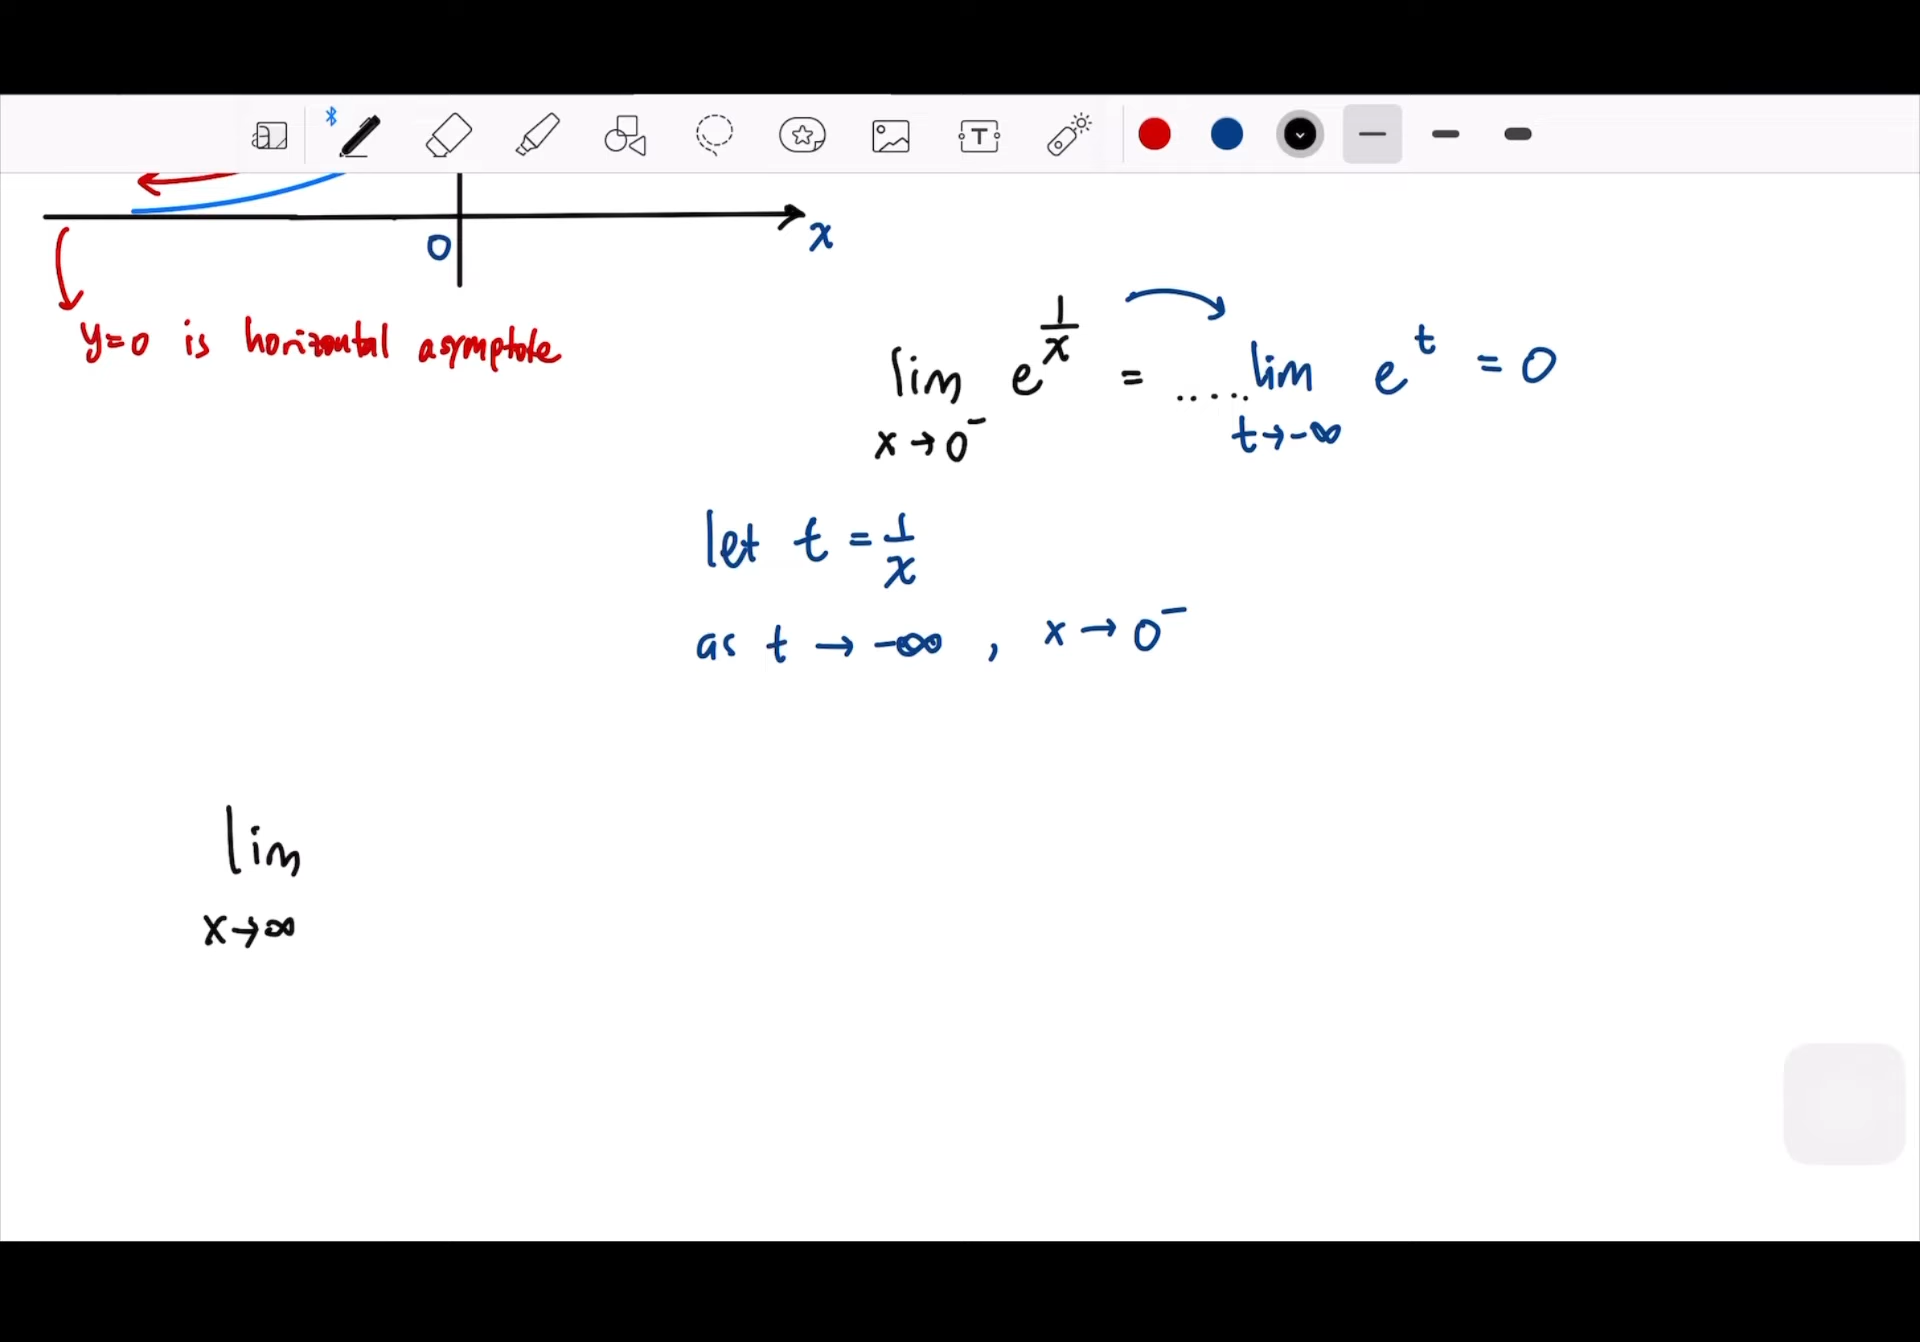 x
0
y=0 is horizontal asymptote
lim e^{1/x} = ..... lim e^t = 0
x→0⁻ t→-∞
let t = 1/x
as t → -∞ , x → 0⁻
lim
x→∞